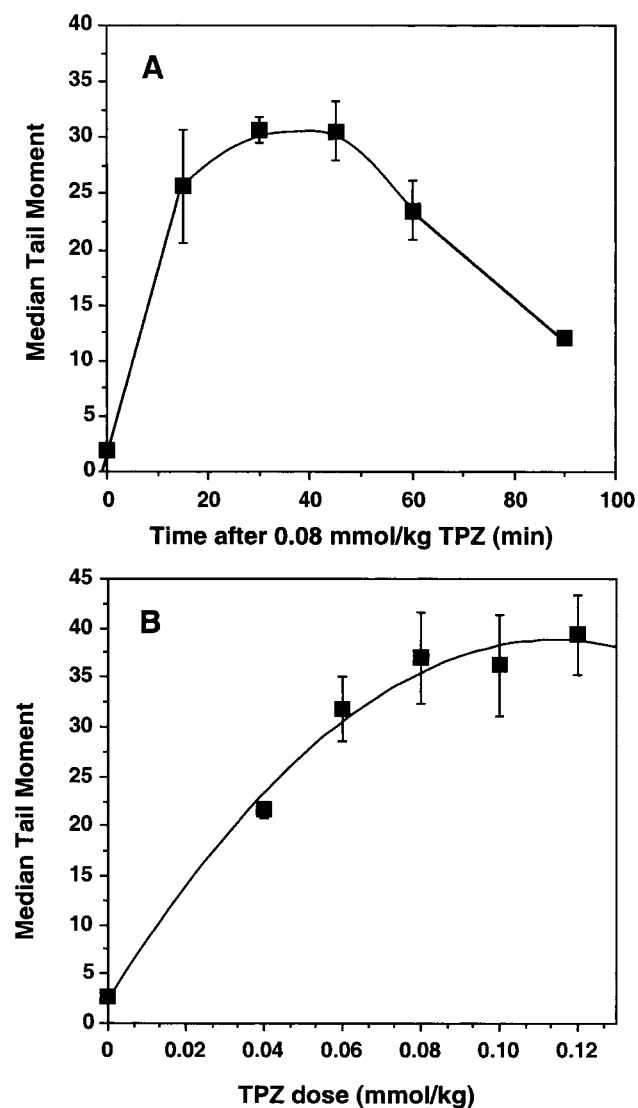 A
Median Tail Moment
40
35
30
25
20
15
10
5
0
0 20 40 60 80 100
Time after 0.08 mmol/kg TPZ (min)
B
Median Tail Moment
45
40
35
30
25
20
15
10
5
0
0 0.02 0.04 0.06 0.08 0.10 0.12
TPZ dose (mmol/kg)